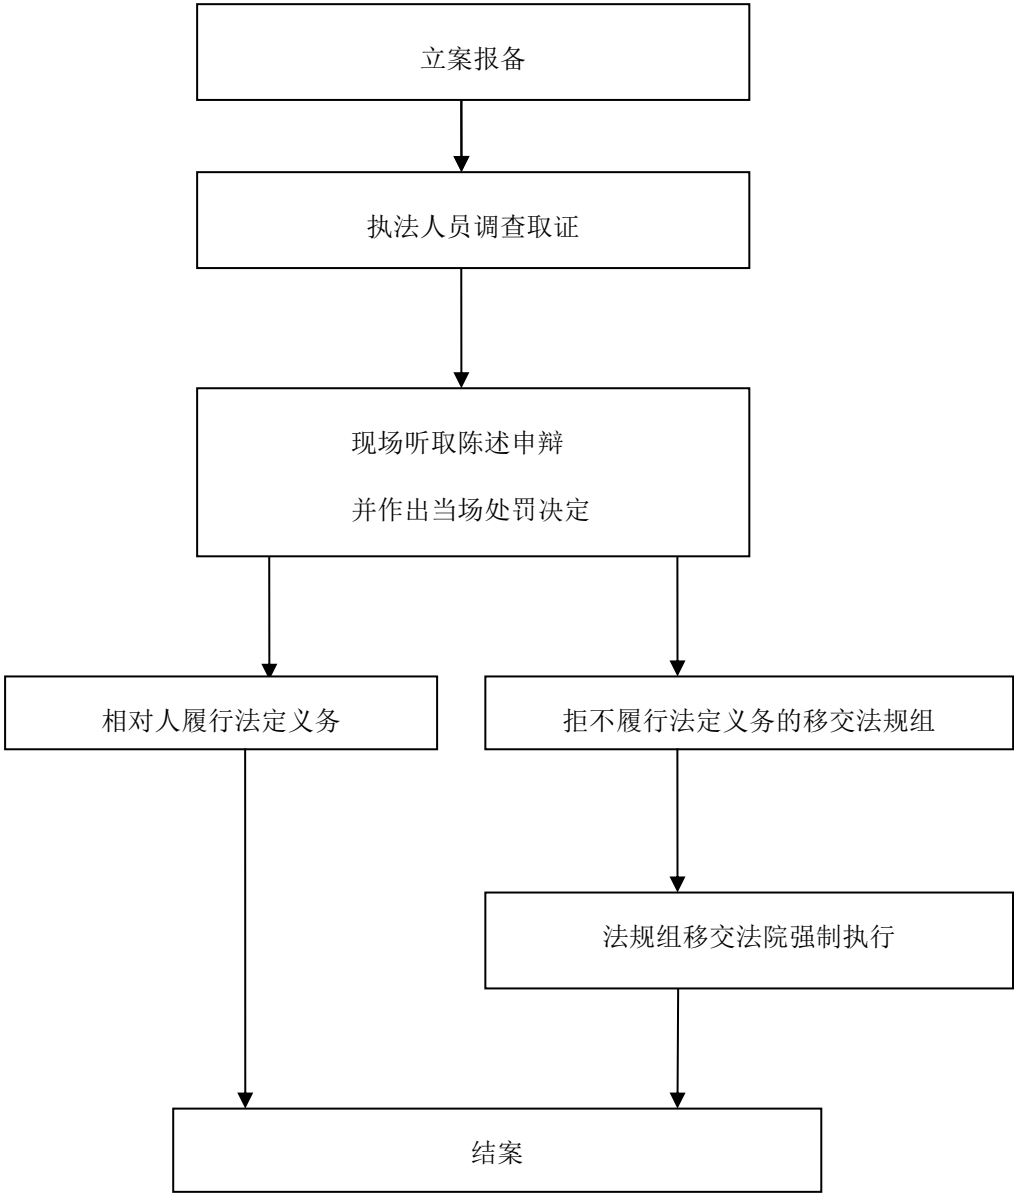 立案报备
执法人员调查取证
现场听取陈述申辩
并作出当场处罚决定
相对人履行法定义务
拒不履行法定义务的移交法规组
法规组移交法院强制执行
结案